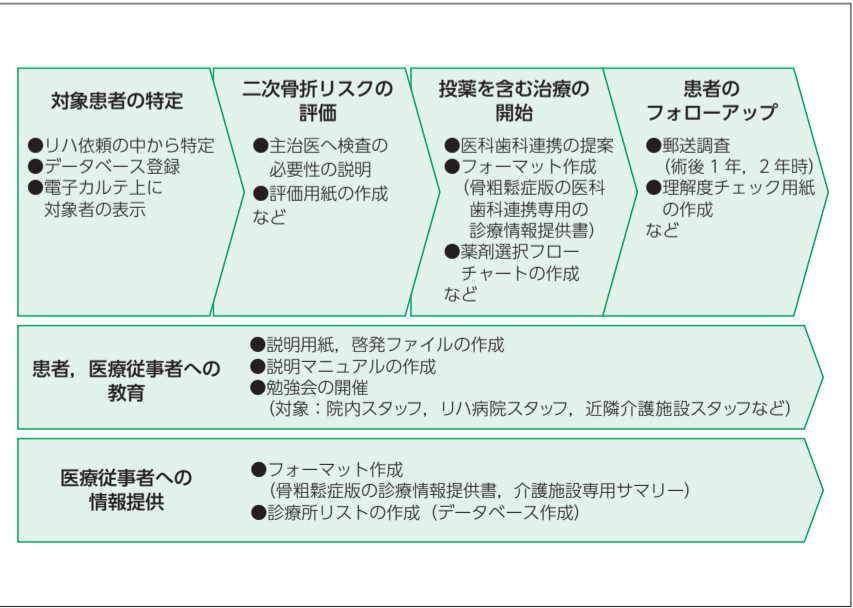 対象患者の特定
●リハ依頼の中から特定
●データベース登録
●電子カルテ上に
対象者の表示
二次骨折リスクの
評価
●主治医へ検査の
必要性の説明
●評価用紙の作成
など
投薬を含む治療の
開始
●医科歯科連携の提案
●フォーマット作成
(骨粗鬆症版の医科
歯科連携専用の
診療情報提供書)
●薬剤選択フロー
チャートの作成
など
患者の
フォローアップ
●郵送調査
(術後1年,2年時)
●理解度チェック用紙
の作成
など
患者,医療従事者への
教育
●説明用紙,啓発ファイルの作成
●説明マニュアルの作成
●勉強会の開催
(対象:院内スタッフ,リハ病院スタッフ,近隣介護施設スタッフなど)
医療従事者への
情報提供
●フォーマット作成
(骨粗鬆症版の診療情報提供書,介護施設専用サマリー)
●診療所リストの作成(データベース作成)